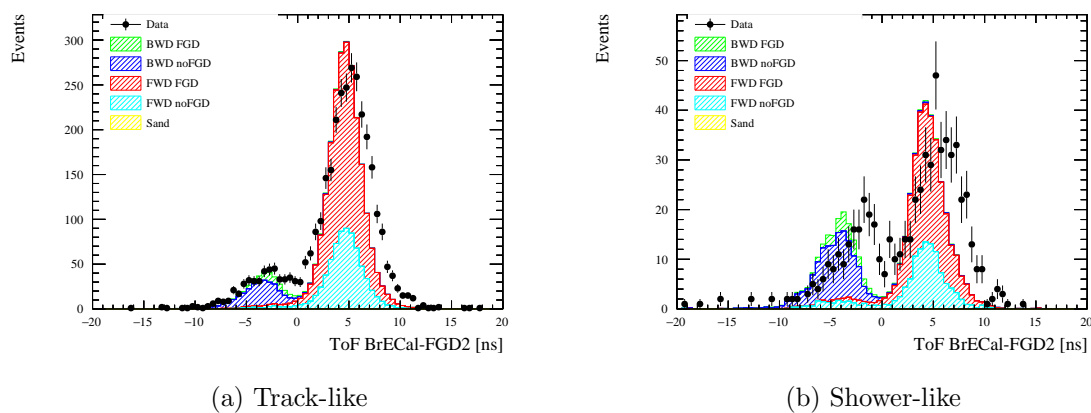 Events
Data
BWD FGD
BWD noFGD
FWD FGD
FWD noFGD
Sand
300
250
200
150
100
50
0
−20 −15 −10 −5 0 5 10 15 20
ToF BrECal-FGD2 [ns]
(a) Track-like
Events
Data
BWD FGD
BWD noFGD
FWD FGD
FWD noFGD
Sand
50
40
30
20
10
0
−20 −15 −10 −5 0 5 10 15 20
ToF BrECal-FGD2 [ns]
(b) Shower-like